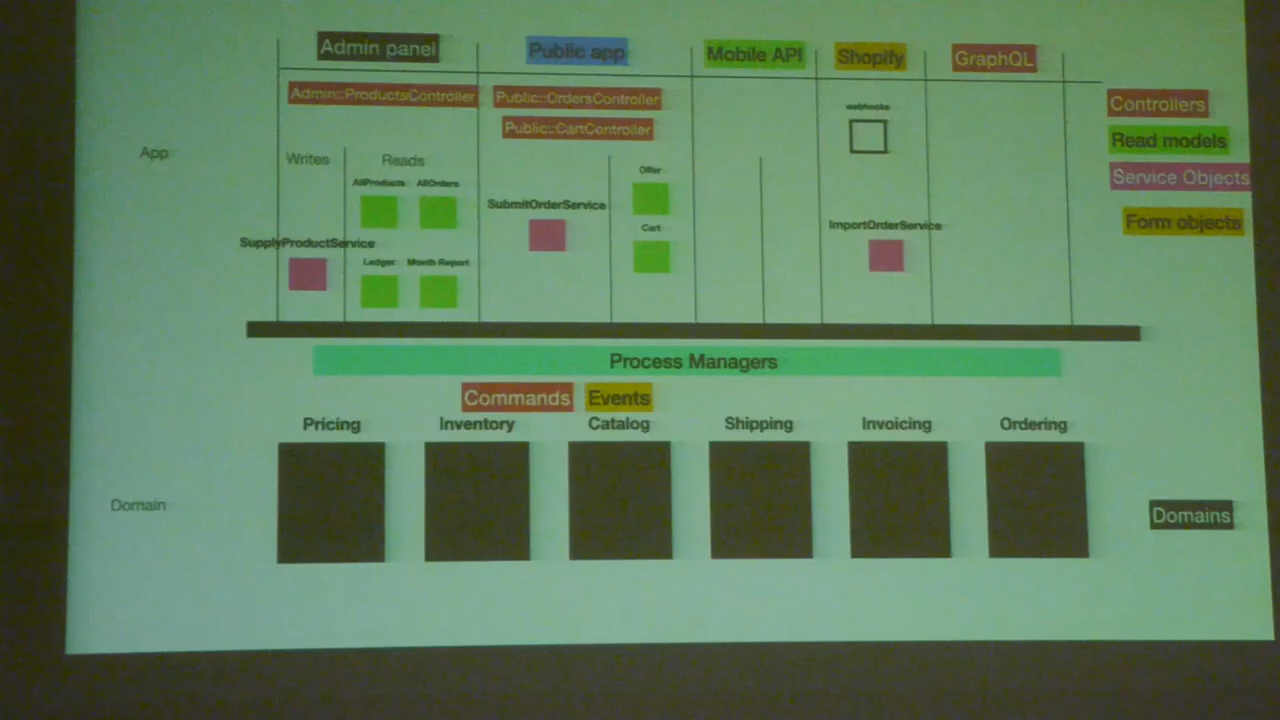 Admin panel
Public app
Mobile API
Shopify
GraphQL
Admin::ProductsController
Public::OrdersController
Public::CartController
webhooks
Controllers
Read models
Service Objects
Form objects
App
Writes
Reads
AllProducts
AllOrders
Offer
SubmitOrderService
Cart
ImportOrderService
SupplyProductService
Ledger
Month Report
Process Managers
Commands
Events
Pricing
Inventory
Catalog
Shipping
Invoicing
Ordering
Domain
Domains